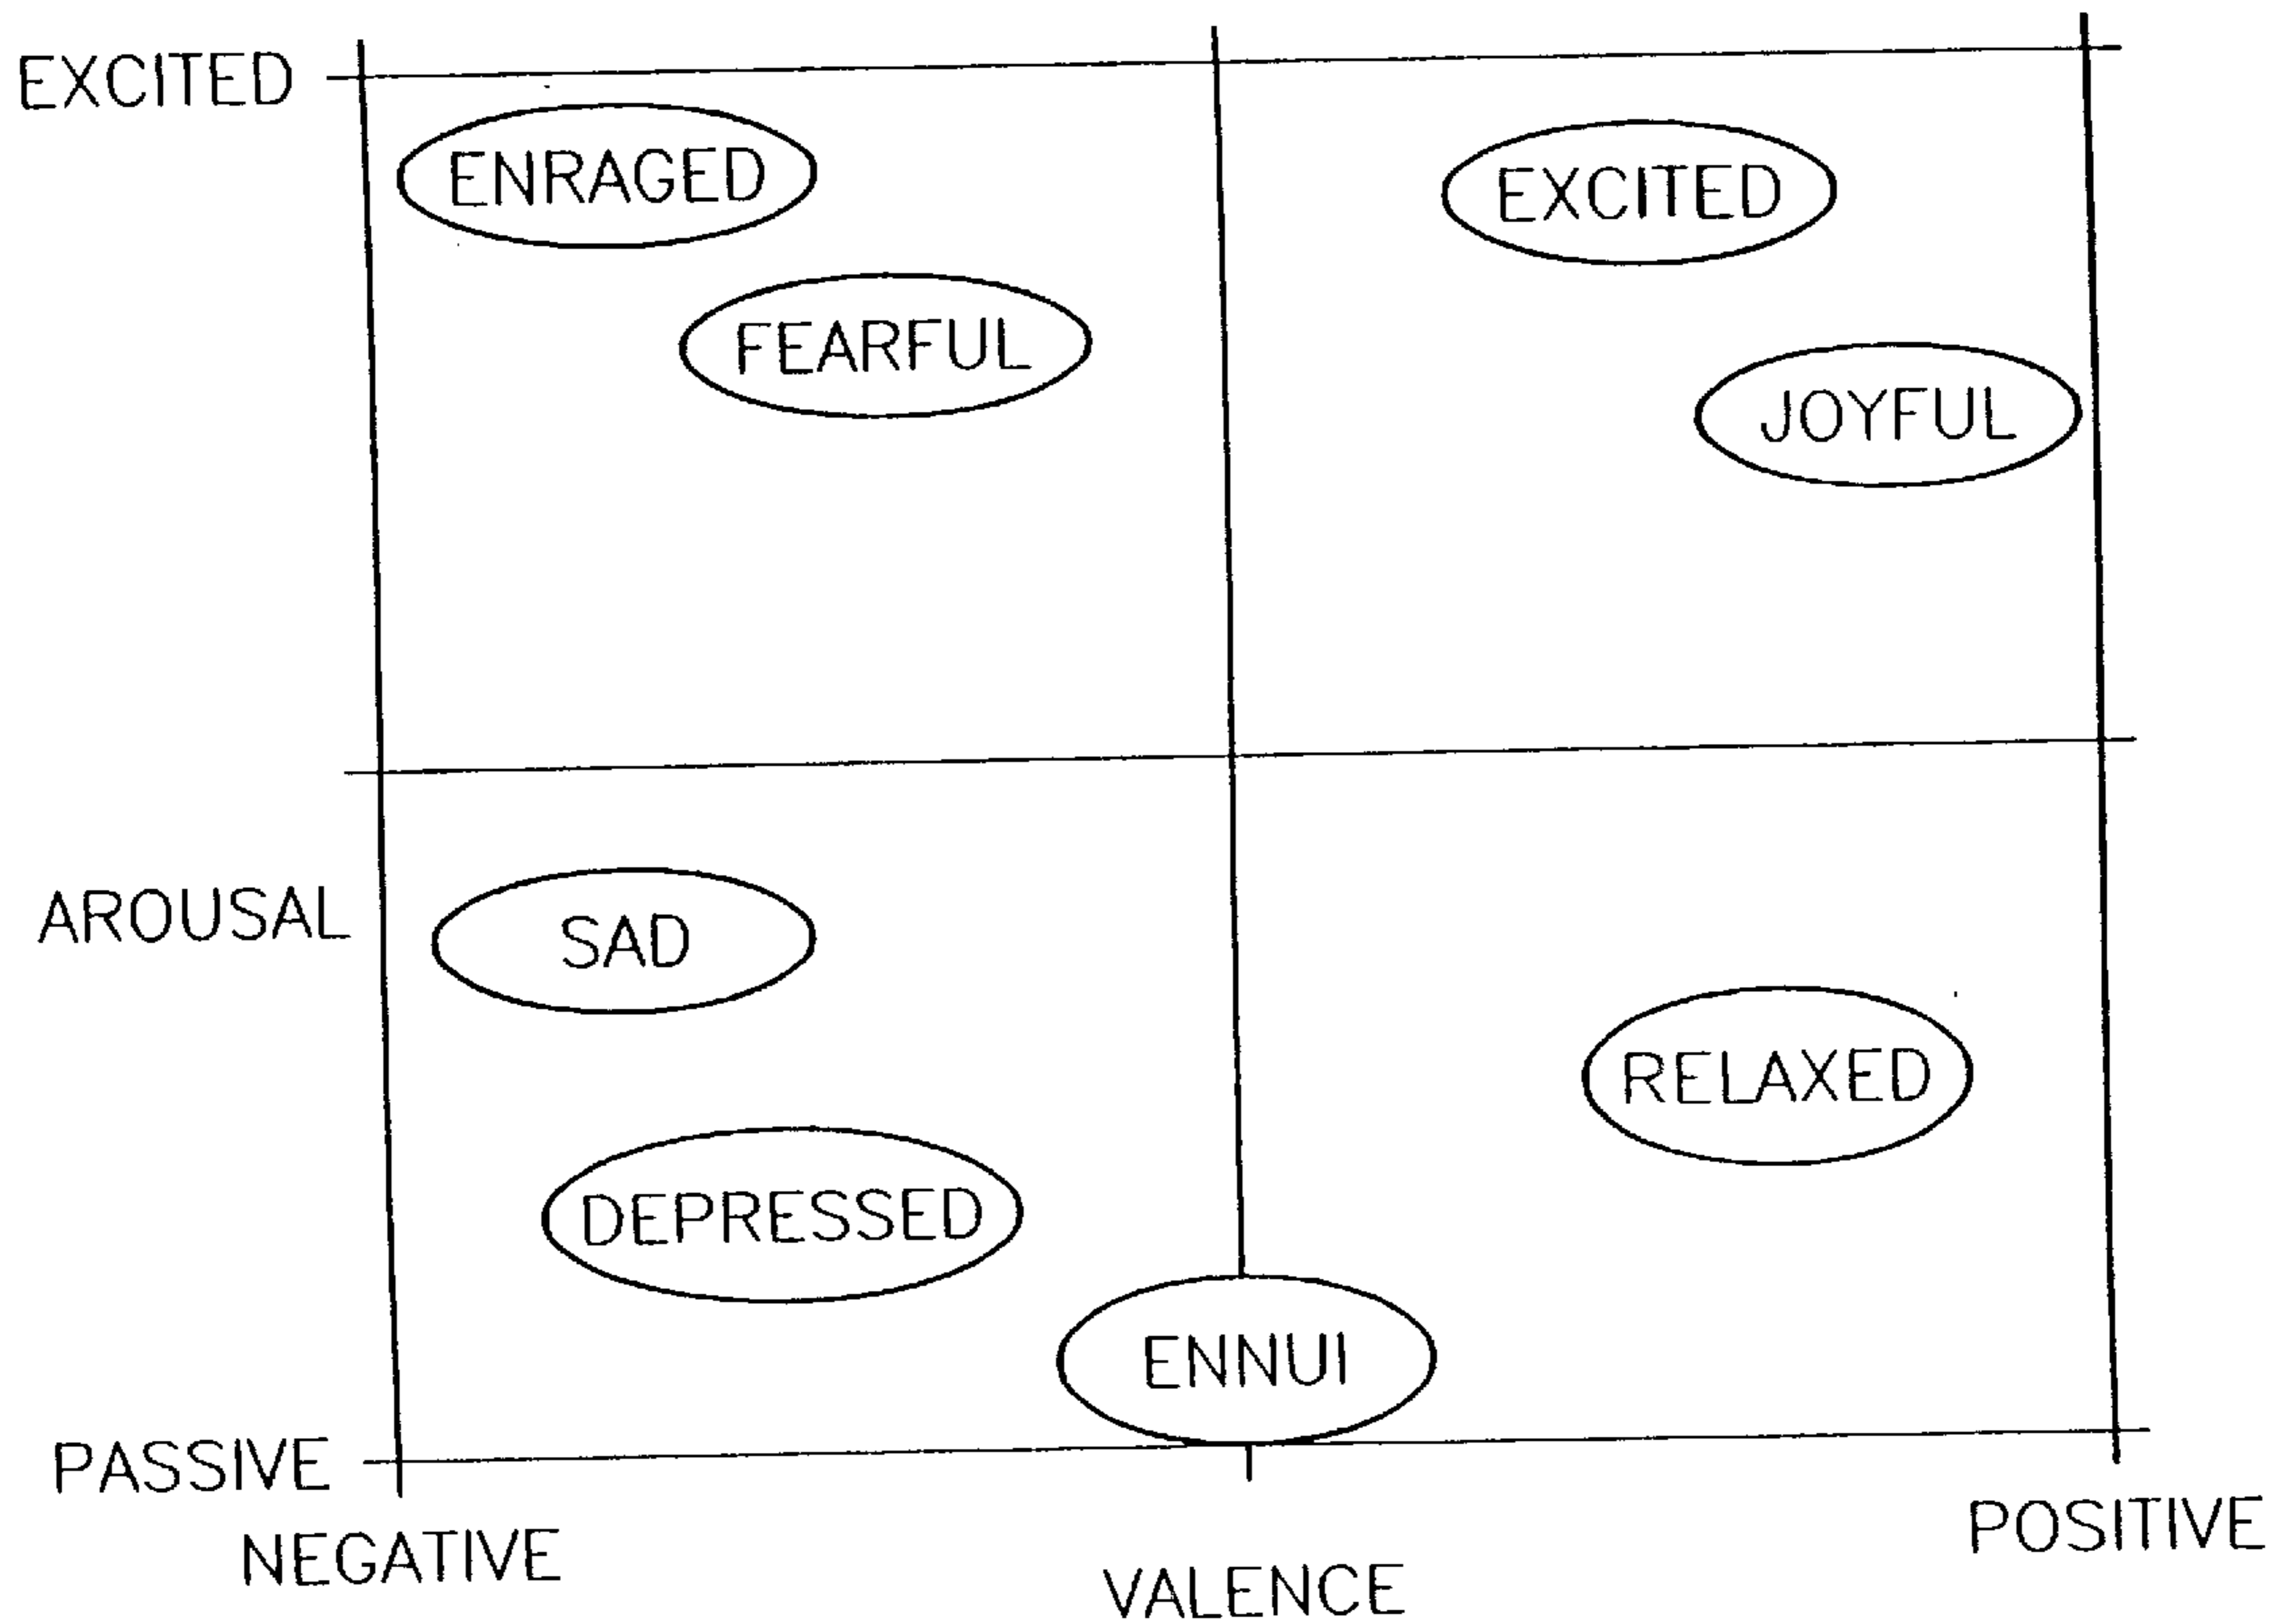 EXCITED
ENRAGED
EXCITED
FEARFUL
JOYFUL
AROUSAL
SAD
RELAXED
DEPRESSED
ENNUI
PASSIVE
NEGATIVE
VALENCE
POSITIVE